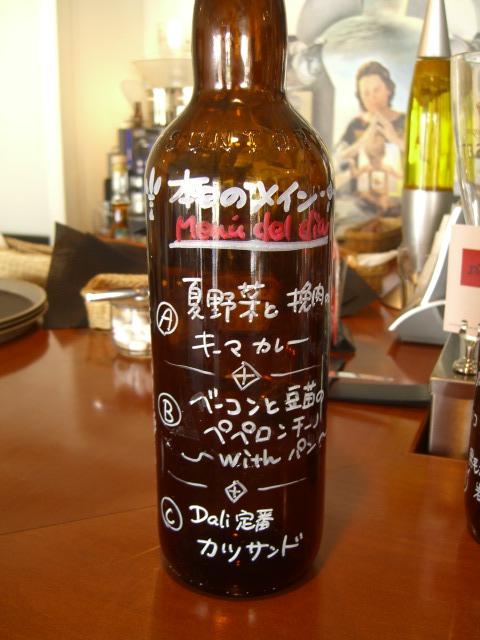 本日のメイン
Menú del día
Ⓐ 夏野菜と挽肉の
キーマカレー
Ⓑ ベーコンと豆苗の
ペペロンチーノ
〜with パン〜
Ⓒ Dali 定番
カツサンド